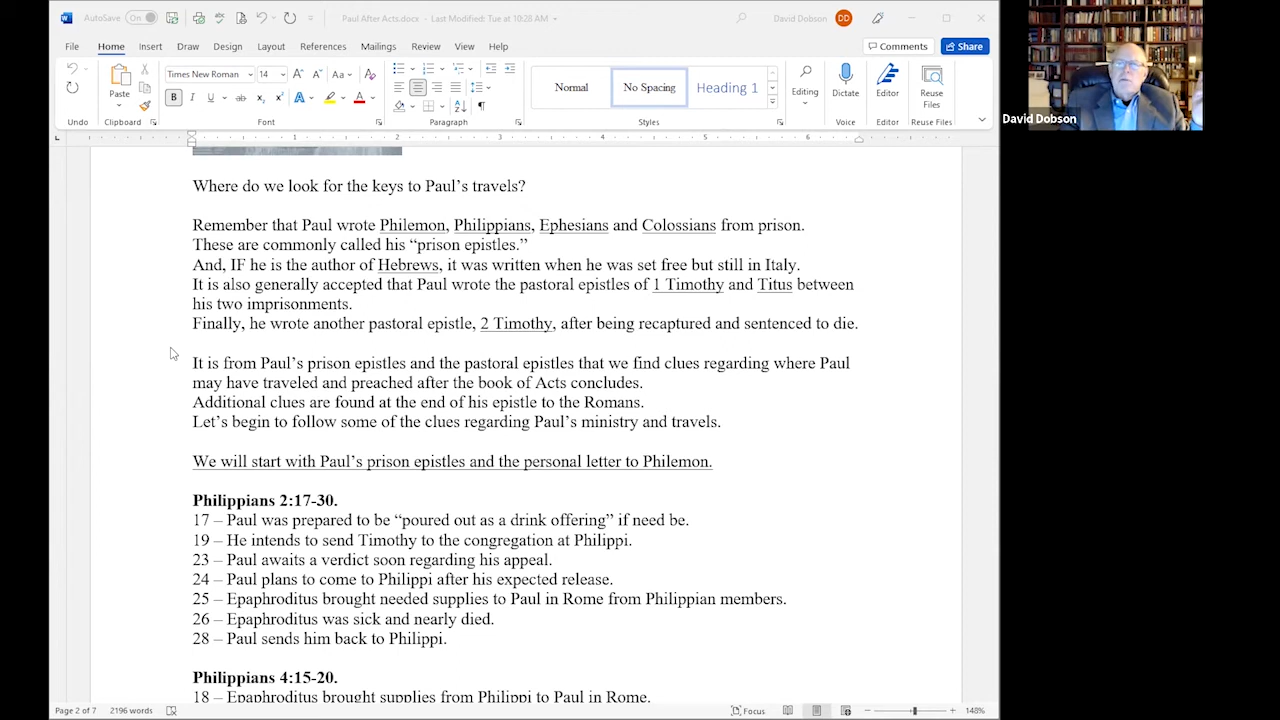 AutoSave Off
Paul After Acts.docx - Last Modified: Tue at 10:28 AM
David Dobson DD
File Home Insert Draw Design Layout References Mailings Review View Help Comments Share
Times New Roman 14 Aa A
Paste
B I U ab x2 x2 A A
Normal No Spacing Heading 1
Editing Dictate Editor Reuse Files
Undo Clipboard Font Paragraph Styles Voice Editor Reuse Files
David Dobson
1 2 3 4 5 6
Where do we look for the keys to Paul's travels?
Remember that Paul wrote Philemon, Philippians, Ephesians and Colossians from prison.
These are commonly called his “prison epistles.”
And, IF he is the author of Hebrews, it was written when he was set free but still in Italy.
It is also generally accepted that Paul wrote the pastoral epistles of 1 Timothy and Titus between
his two imprisonments.
Finally, he wrote another pastoral epistle, 2 Timothy, after being recaptured and sentenced to die.
It is from Paul's prison epistles and the pastoral epistles that we find clues regarding where Paul
may have traveled and preached after the book of Acts concludes.
Additional clues are found at the end of his epistle to the Romans.
Let's begin to follow some of the clues regarding Paul's ministry and travels.
We will start with Paul's prison epistles and the personal letter to Philemon.
Philippians 2:17-30.
17 – Paul was prepared to be “poured out as a drink offering” if need be.
19 – He intends to send Timothy to the congregation at Philippi.
23 – Paul awaits a verdict soon regarding his appeal.
24 – Paul plans to come to Philippi after his expected release.
25 – Epaphroditus brought needed supplies to Paul in Rome from Philippian members.
26 – Epaphroditus was sick and nearly died.
28 – Paul sends him back to Philippi.
Philippians 4:15-20.
18 – Epaphroditus brought supplies from Philippi to Paul in Rome.
Page 2 of 7 2196 words Focus 148%